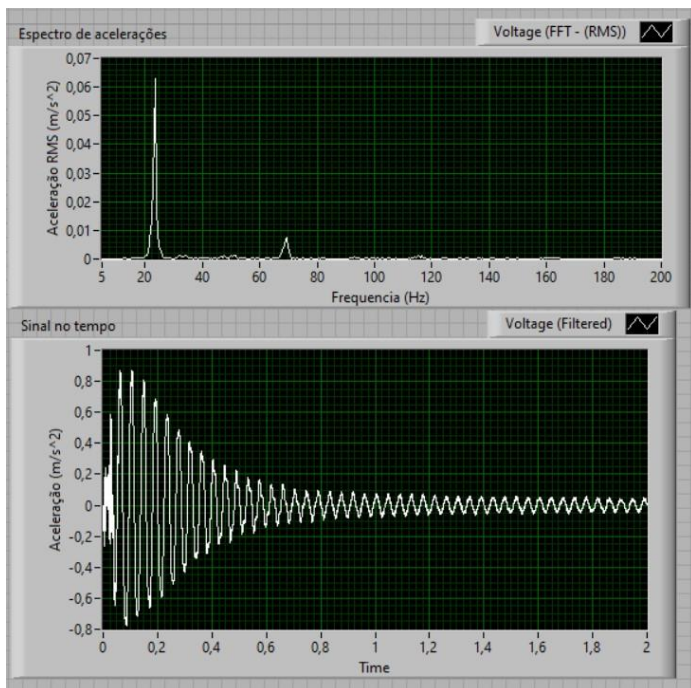 Espectro de acelerações
Voltage (FFT - (RMS))
Aceleração RMS (m/s^2)
0,07
0,06
0,05
0,04
0,03
0,02
0,01
0
5 20 40 60 80 100 120 140 160 180 200
Frequencia (Hz)
Sinal no tempo
Voltage (Filtered)
Aceleração (m/s^2)
1
0,8
0,6
0,4
0,2
0
-0,2
-0,4
-0,6
-0,8
0 0,2 0,4 0,6 0,8 1 1,2 1,4 1,6 1,8 2
Time